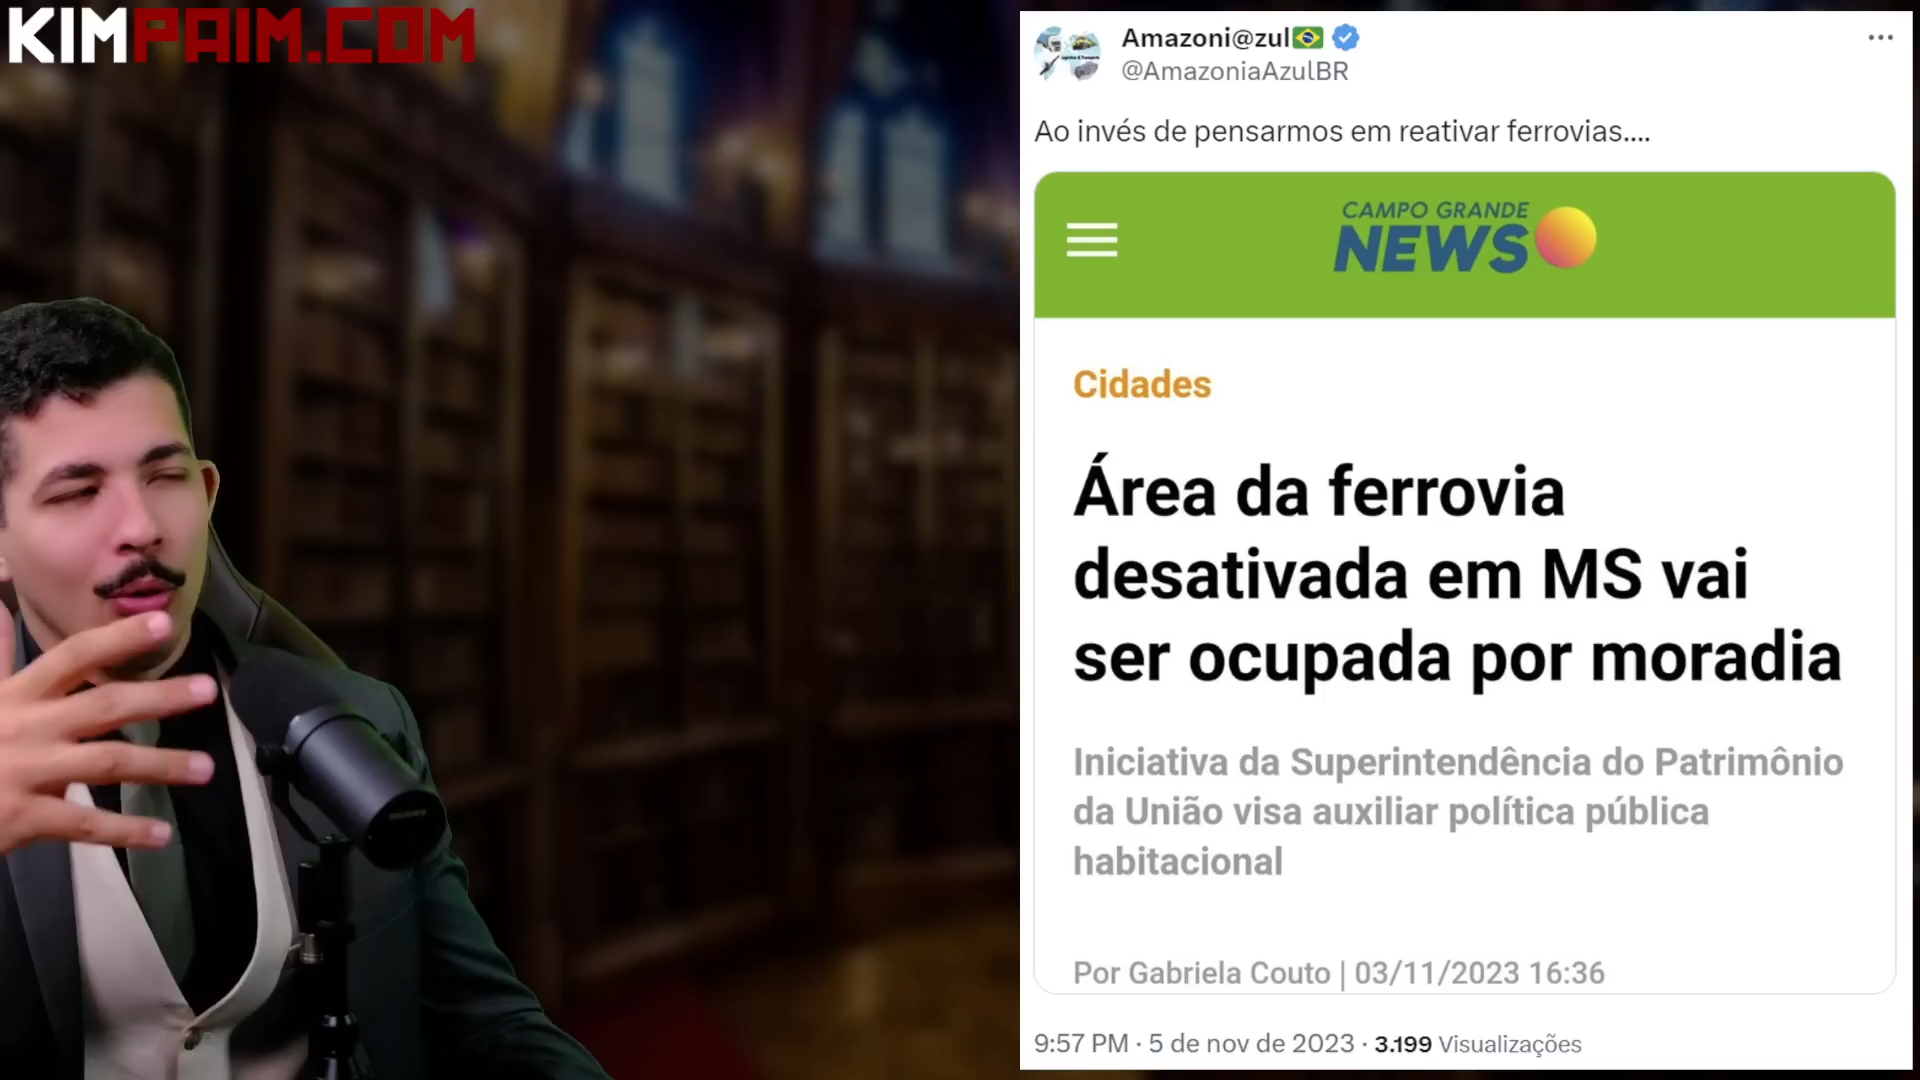 KIMPAIM.COM
Amazoni@zul🇧🇷
@AmazoniaAzulBR
Ao invés de pensarmos em reativar ferrovias....
CAMPO GRANDE
NEWS
Cidades
Área da ferrovia
desativada em MS vai
ser ocupada por moradia
Iniciativa da Superintendência do Patrimônio
da União visa auxiliar política pública
habitacional
Por Gabriela Couto | 03/11/2023 16:36
9:57 PM · 5 de nov de 2023 · 3.199 Visualizações